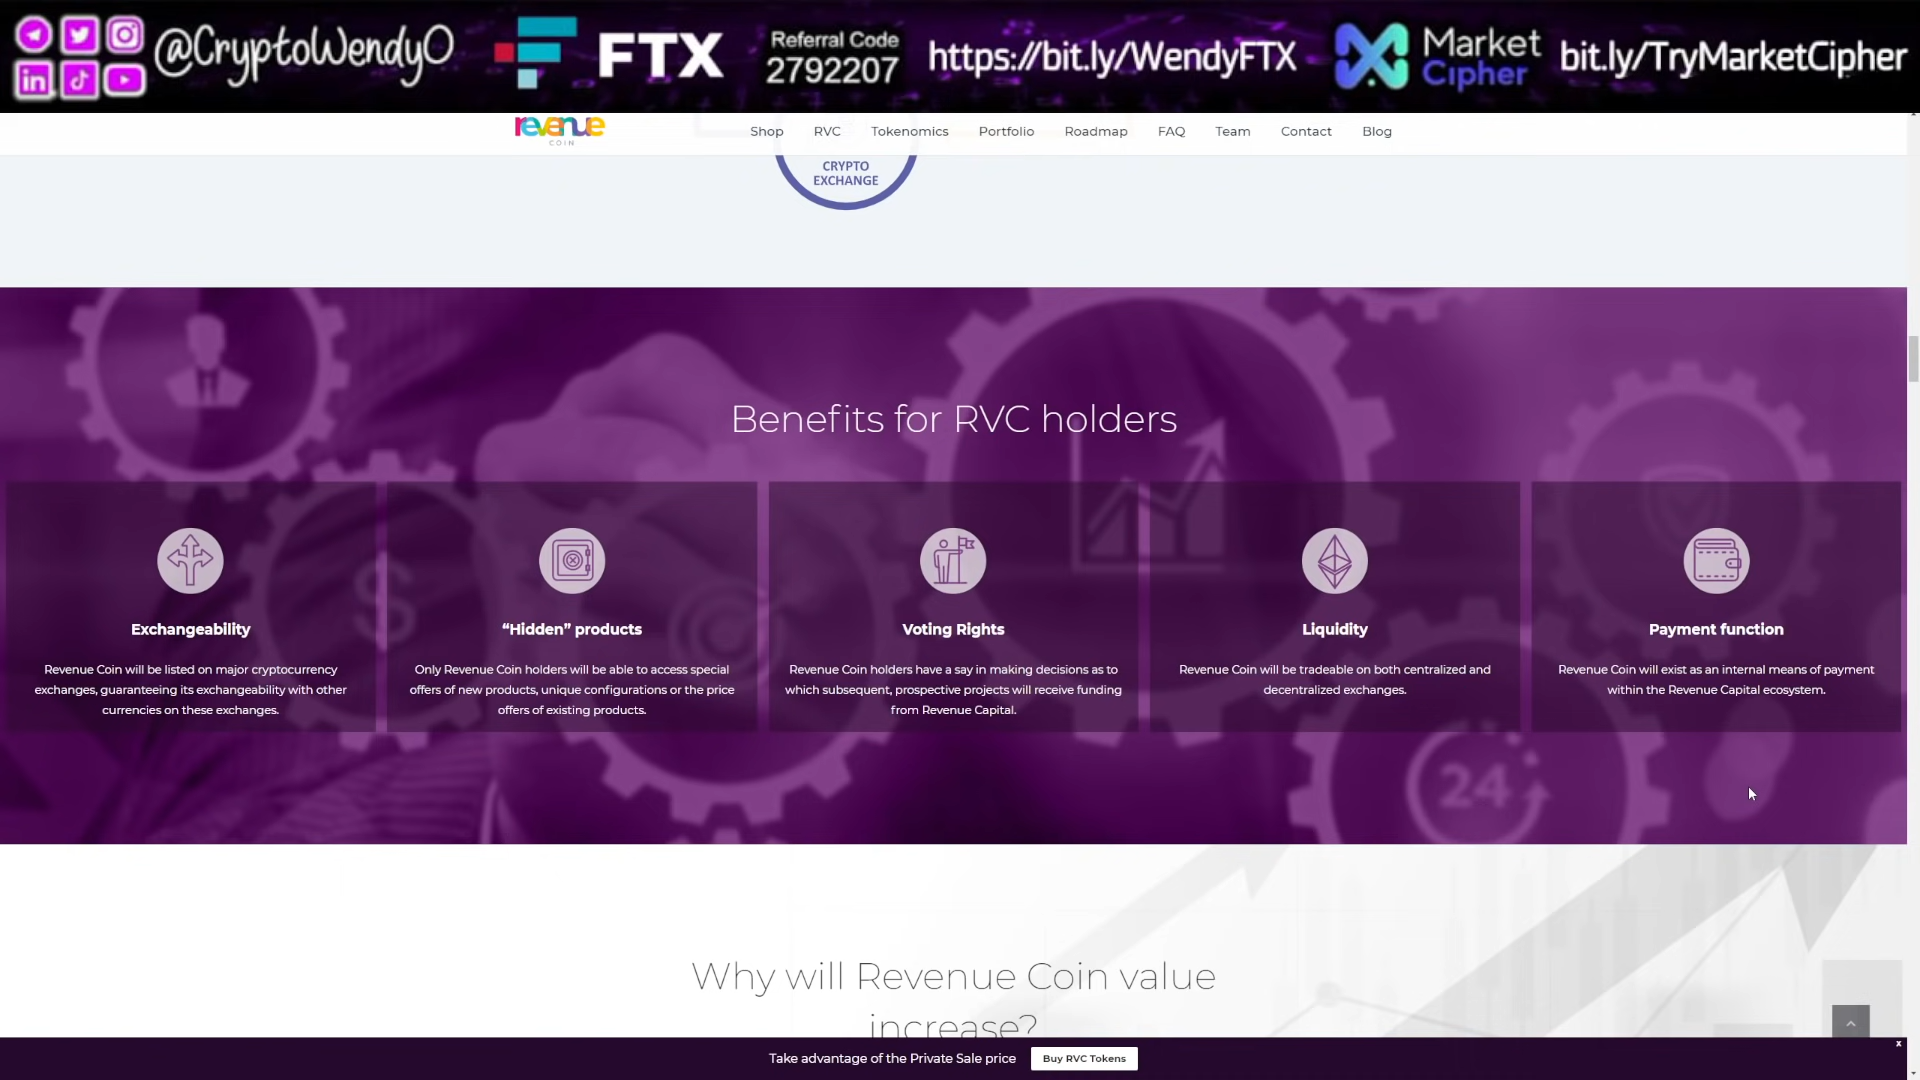 @CryptoWendyO
FTX
Referral Code
2792207
https://bit.ly/WendyFTX
Market
Cipher
bit.ly/TryMarketCipher
revenue
COIN
Shop
RVC
Tokenomics
Portfolio
Roadmap
FAQ
Team
Contact
Blog
CRYPTO
EXCHANGE
Benefits for RVC holders
Exchangeability
Revenue Coin will be listed on major cryptocurrency
exchanges, guaranteeing its exchangeability with other
currencies on these exchanges.
“Hidden” products
Only Revenue Coin holders will be able to access special
offers of new products, unique configurations or the price
offers of existing products.
Voting Rights
Revenue Coin holders have a say in making decisions as to
which subsequent, prospective projects will receive funding
from Revenue Capital.
Liquidity
Revenue Coin will be tradeable on both centralized and
decentralized exchanges.
Payment function
Revenue Coin will exist as an internal means of payment
within the Revenue Capital ecosystem.
24
Why will Revenue Coin value
increase?
Take advantage of the Private Sale price
Buy RVC Tokens
x